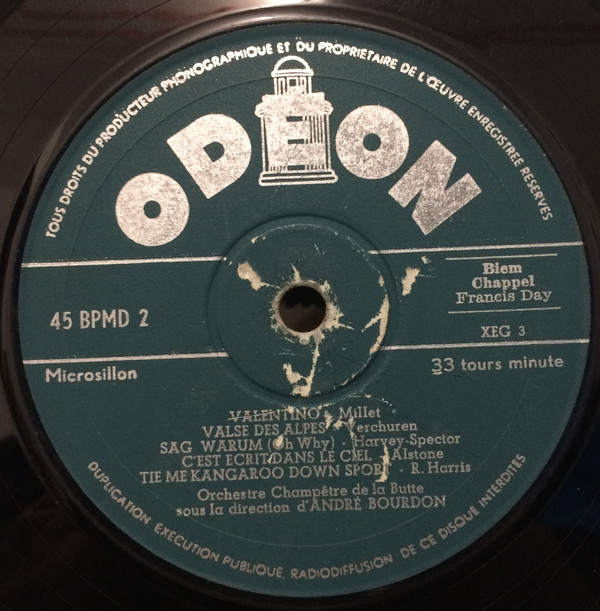 TOUS DROITS DU PRODUCTEUR PHONOGRAPHIQUE ET DU PROPRIÉTAIRE DE L'ŒUVRE ENREGISTRÉE RÉSERVÉS
ODEON
Biem
Chappel
Francis Day
45 BPMD 2
XEG 3
Microsillon
33 tours minute
VALENTINO - Millet
VALSE DES ALPES - Verchuren
SAG WARUM (Oh Why) - Harvey-Spector
C'EST ECRIT DANS LE CIEL - Alstone
TIE ME KANGAROO DOWN SPORT - R. Harris
Orchestre Champêtre de la Butte
sous la direction d'ANDRÉ BOURDON
DUPLICATION EXÉCUTION PUBLIQUE, RADIODIFFUSION DE CE DISQUE INTERDITES